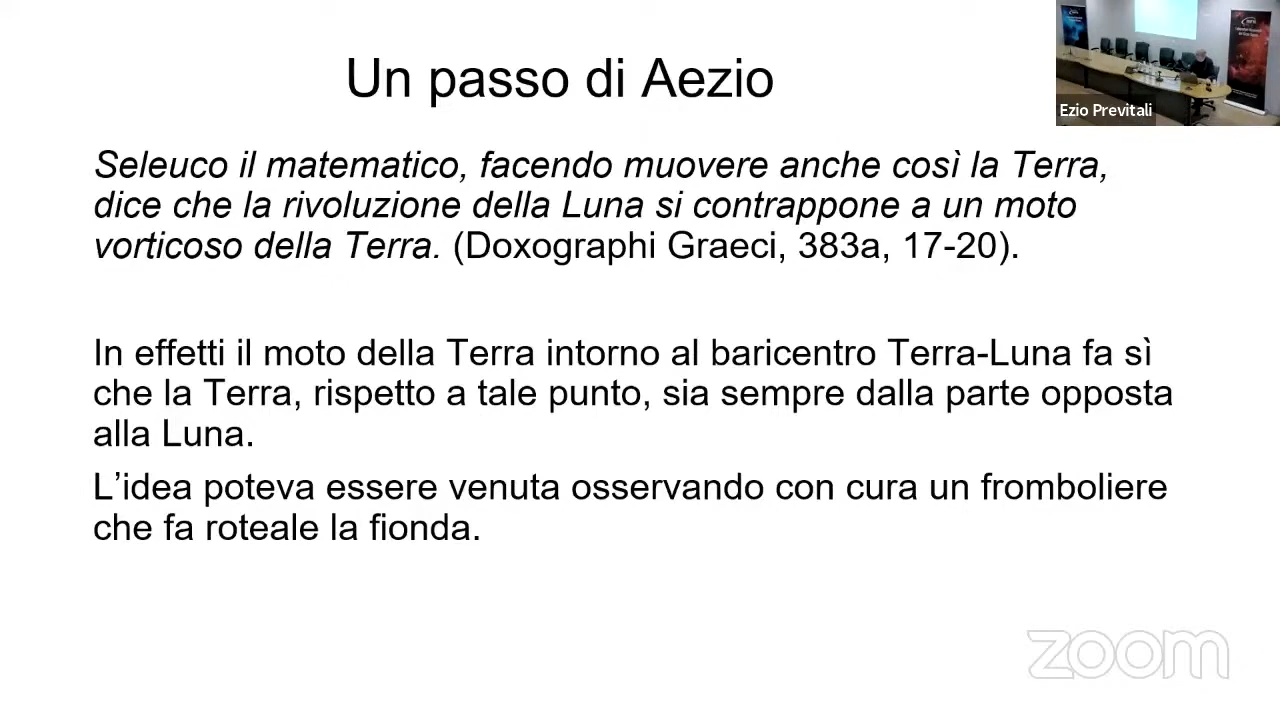 Un passo di Aezio
Ezio Previtali
Seleuco il matematico, facendo muovere anche così la Terra,
dice che la rivoluzione della Luna si contrappone a un moto
vorticoso della Terra. (Doxographi Graeci, 383a, 17-20).
In effetti il moto della Terra intorno al baricentro Terra-Luna fa sì
che la Terra, rispetto a tale punto, sia sempre dalla parte opposta
alla Luna.
L’idea poteva essere venuta osservando con cura un fromboliere
che fa roteale la fionda.
zoom